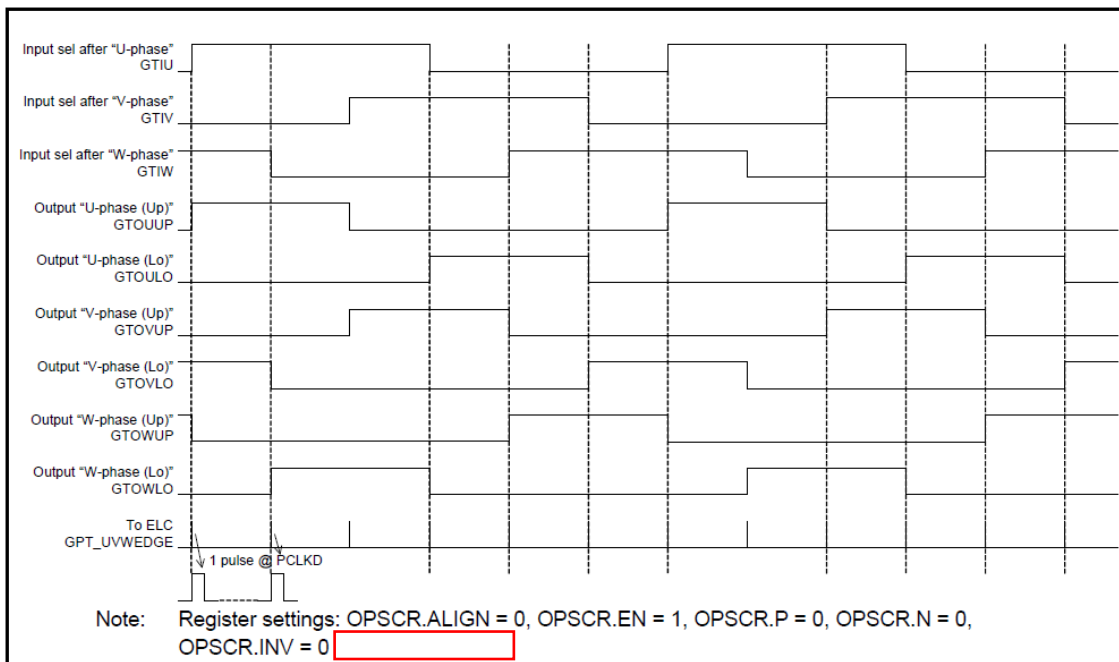 Input sel after “U-phase”
GTIU
Input sel after “V-phase”
GTIV
Input sel after “W-phase”
GTIW
Output “U-phase (Up)”
GTOUUP
Output “U-phase (Lo)”
GTOULO
Output “V-phase (Up)”
GTOVUP
Output “V-phase (Lo)”
GTOVLO
Output “W-phase (Up)”
GTOWUP
Output “W-phase (Lo)”
GTOWLO
To ELC
GPT_UVWEDGE
1 pulse @ PCLKD
Note: Register settings: OPSCR.ALIGN = 0, OPSCR.EN = 1, OPSCR.P = 0, OPSCR.N = 0,
OPSCR.INV = 0